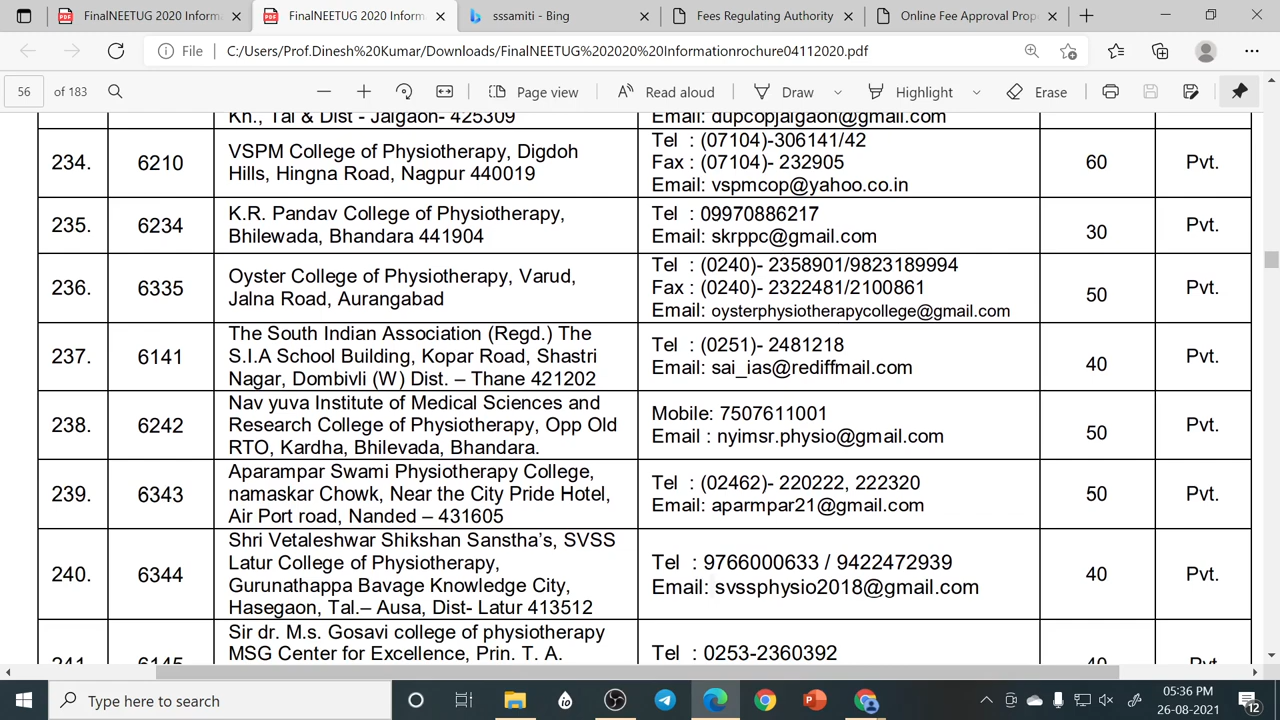 FinalNEETUG 2020 Inform
FinalNEETUG 2020 Inform
sssamiti - Bing
Fees Regulating Authority
Online Fee Approval Prop
File
C:/Users/Prof.Dinesh%20Kumar/Downloads/FinalNEETUG%202020%20Informationrochure04112020.pdf
56 of 183
Page view
Read aloud
Draw
Highlight
Erase
Kh., Tal & Dist - Jalgaon- 425309
Email: dupcopjalgaon@gmail.com
234.
6210
VSPM College of Physiotherapy, Digdoh
Hills, Hingna Road, Nagpur 440019
Tel : (07104)-306141/42
Fax : (07104)- 232905
Email: vspmcop@yahoo.co.in
60
Pvt.
235.
6234
K.R. Pandav College of Physiotherapy,
Bhilewada, Bhandara 441904
Tel : 09970886217
Email: skrppc@gmail.com
30
Pvt.
236.
6335
Oyster College of Physiotherapy, Varud,
Jalna Road, Aurangabad
Tel : (0240)- 2358901/9823189994
Fax : (0240)- 2322481/2100861
Email: oysterphysiotherapycollege@gmail.com
50
Pvt.
237.
6141
The South Indian Association (Regd.) The
S.I.A School Building, Kopar Road, Shastri
Nagar, Dombivli (W) Dist. – Thane 421202
Tel : (0251)- 2481218
Email: sai_ias@rediffmail.com
40
Pvt.
238.
6242
Nav yuva Institute of Medical Sciences and
Research College of Physiotherapy, Opp Old
RTO, Kardha, Bhilevada, Bhandara.
Mobile: 7507611001
Email : nyimsr.physio@gmail.com
50
Pvt.
239.
6343
Aparampar Swami Physiotherapy College,
namaskar Chowk, Near the City Pride Hotel,
Air Port road, Nanded – 431605
Tel : (02462)- 220222, 222320
Email: aparmpar21@gmail.com
50
Pvt.
240.
6344
Shri Vetaleshwar Shikshan Sanstha's, SVSS
Latur College of Physiotherapy,
Gurunathappa Bavage Knowledge City,
Hasegaon, Tal.– Ausa, Dist- Latur 413512
Tel : 9766000633 / 9422472939
Email: svssphysio2018@gmail.com
40
Pvt.
241.
6145
Sir dr. M.s. Gosavi college of physiotherapy
MSG Center for Excellence, Prin. T. A.
Tel : 0253-2360392
40
Pvt.
Type here to search
05:36 PM
26-08-2021
12